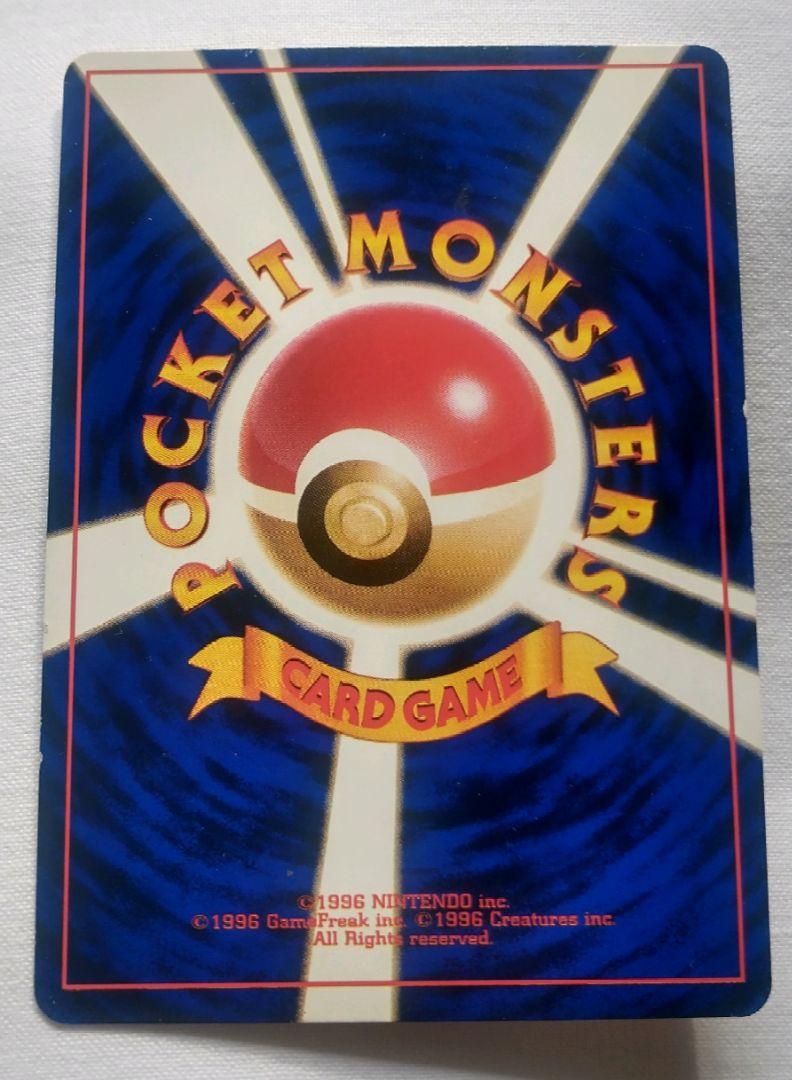 POCKET MONSTERS
CARD GAME
©1996 NINTENDO inc.
©1996 GameFreak inc. ©1996 Creatures inc.
All Rights reserved.